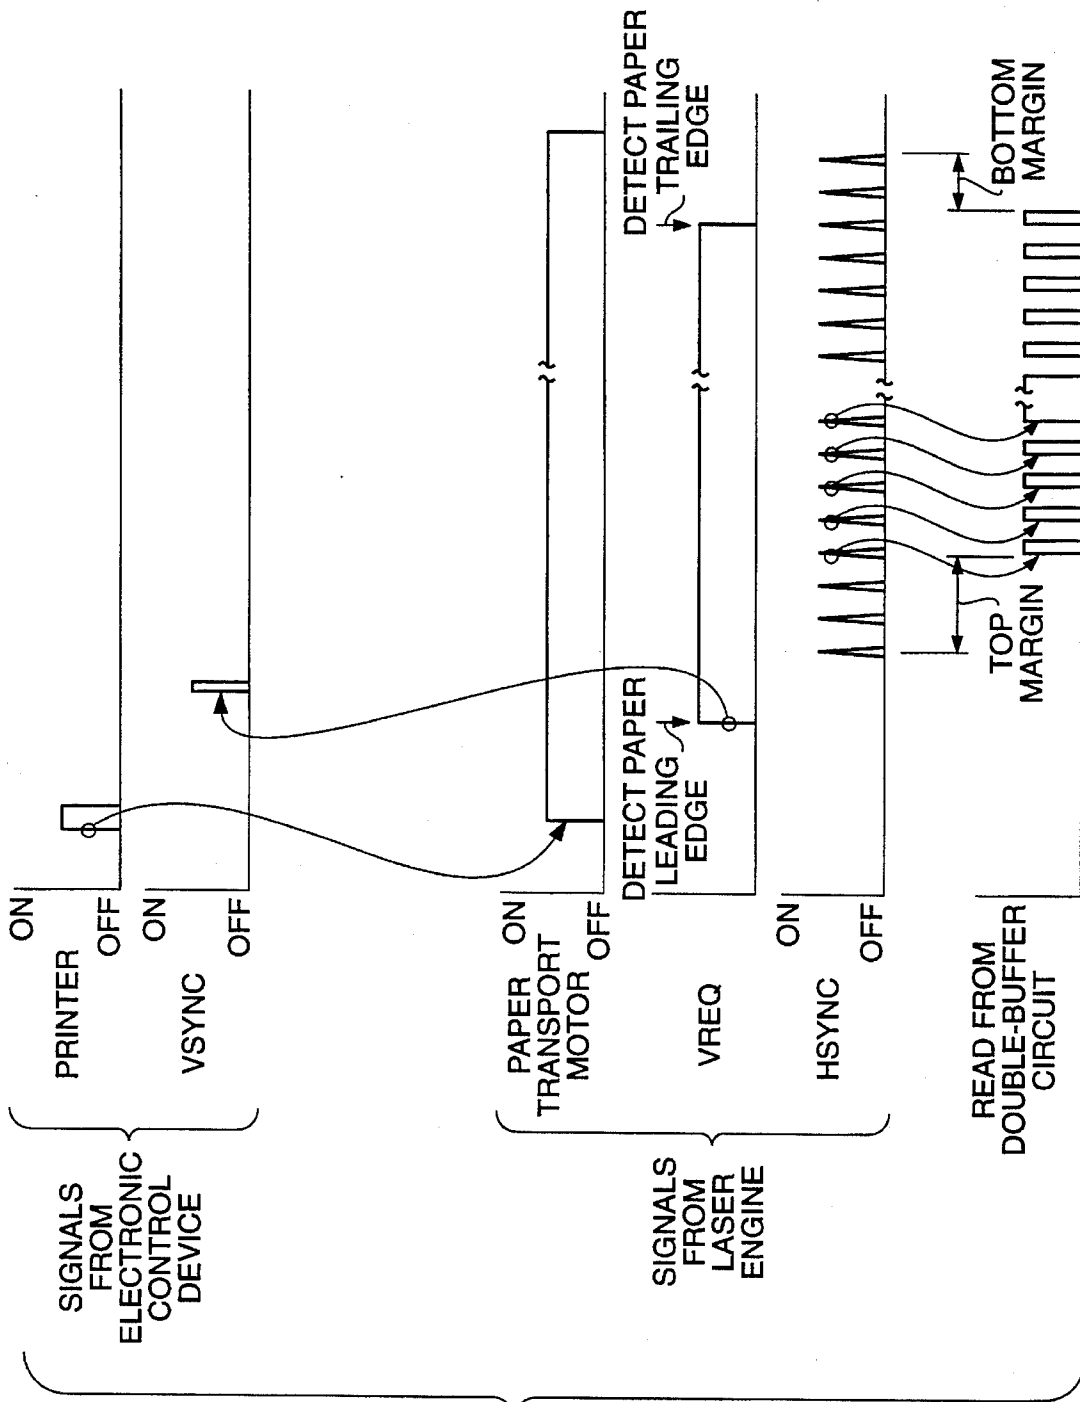 SIGNALS
FROM
ELECTRONIC
CONTROL
DEVICE
PRINTER
ON
OFF
VSYNC
ON
OFF
SIGNALS
FROM
LASER
ENGINE
PAPER
TRANSPORT
MOTOR
ON
OFF
VREQ
DETECT PAPER
LEADING
EDGE
DETECT PAPER
TRAILING
EDGE
HSYNC
ON
OFF
TOP
MARGIN
BOTTOM
MARGIN
READ FROM
DOUBLE-BUFFER
CIRCUIT